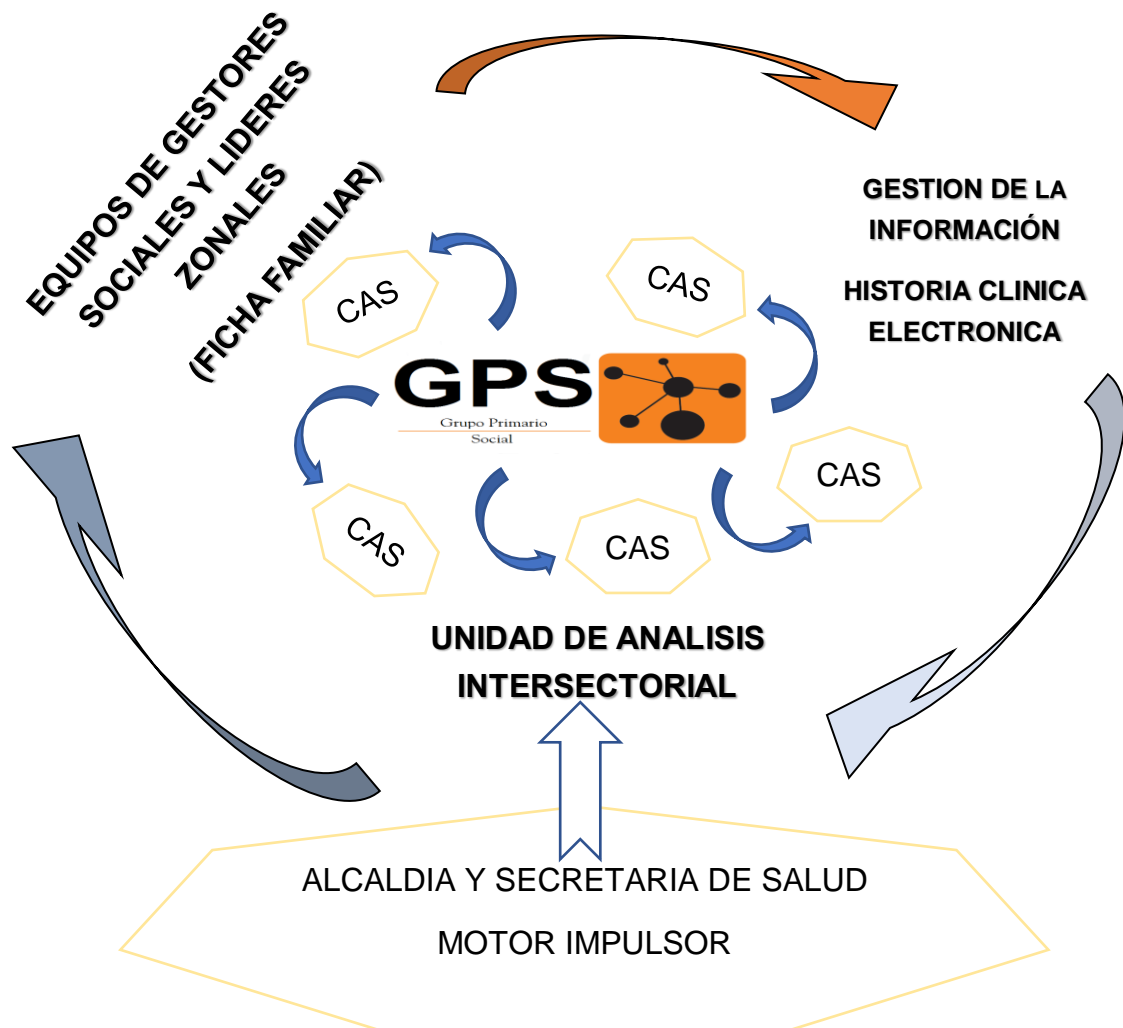 EQUIPOS DE GESTORES
SOCIALES Y LIDERES
ZONALES
(FICHA FAMILIAR)
GESTION DE LA
INFORMACIÓN
HISTORIA CLINICA
ELECTRONICA
CAS
CAS
GPS
Grupo Primario
Social
CAS
CAS
CAS
UNIDAD DE ANALISIS
INTERSECTORIAL
ALCALDIA Y SECRETARIA DE SALUD
MOTOR IMPULSOR